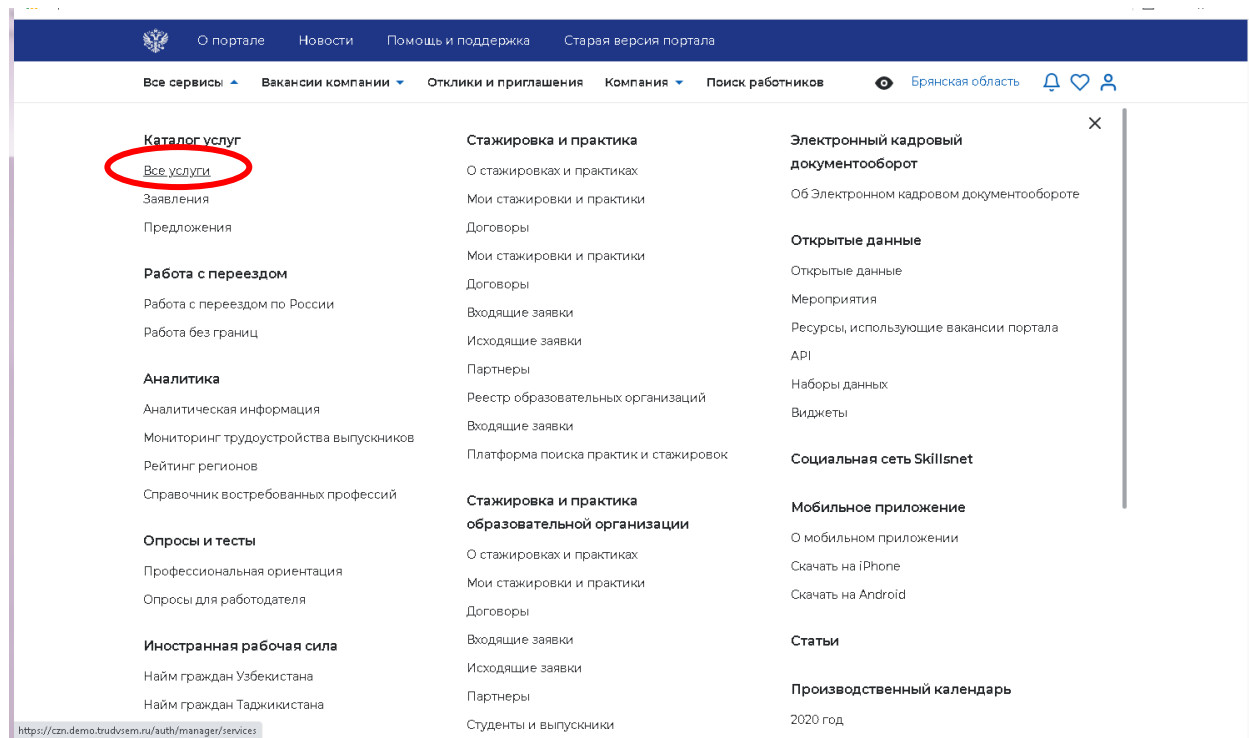 О портале Новости Помощь и поддержка Старая версия портала
Все сервисы Вакансии компании Отклики и приглашения Компания Поиск работников Брянская область
Каталог услуг
Все услуги
Заявления
Предложения
Работа с переездом
Работа с переездом по России
Работа без границ
Аналитика
Аналитическая информация
Мониторинг трудоустройства выпускников
Рейтинг регионов
Справочник востребованных профессий
Опросы и тесты
Профессиональная ориентация
Опросы для работодателя
Иностранная рабочая сила
Найм граждан Узбекистана
Найм граждан Таджикистана
Стажировка и практика
О стажировках и практиках
Мои стажировки и практики
Договоры
Мои стажировки и практики
Договоры
Входящие заявки
Исходящие заявки
Партнеры
Реестр образовательных организаций
Входящие заявки
Платформа поиска практик и стажировок
Стажировка и практика
образовательной организации
О стажировках и практиках
Мои стажировки и практики
Договоры
Входящие заявки
Исходящие заявки
Партнеры
Студенты и выпускники
Электронный кадровый
документооборот
Об Электронном кадровом документообороте
Открытые данные
Открытые данные
Мероприятия
Ресурсы, использующие вакансии портала
API
Наборы данных
Виджеты
Социальная сеть Skillsnet
Мобильное приложение
О мобильном приложении
Скачать на iPhone
Скачать на Android
Статьи
Производственный календарь
2020 год
https://czn.demo.trudvsem.ru/auth/manager/services